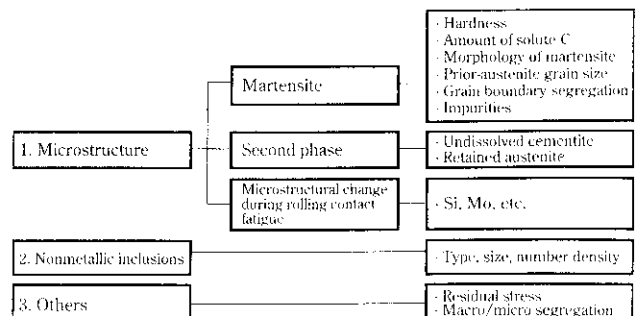 · Hardness
· Amount of solute C
· Morphology of martensite
· Prior-austenite grain size
· Grain boundary segregation
· Impurities
Martensite
1. Microstructure
Second phase
· Undissolved cementite
· Retained austenite
Microstructural change
during rolling contact
fatigue
· Si, Mo, etc.
2. Nonmetallic inclusions
· Type, size, number density
3. Others
· Residual stress
· Macro/micro segregation